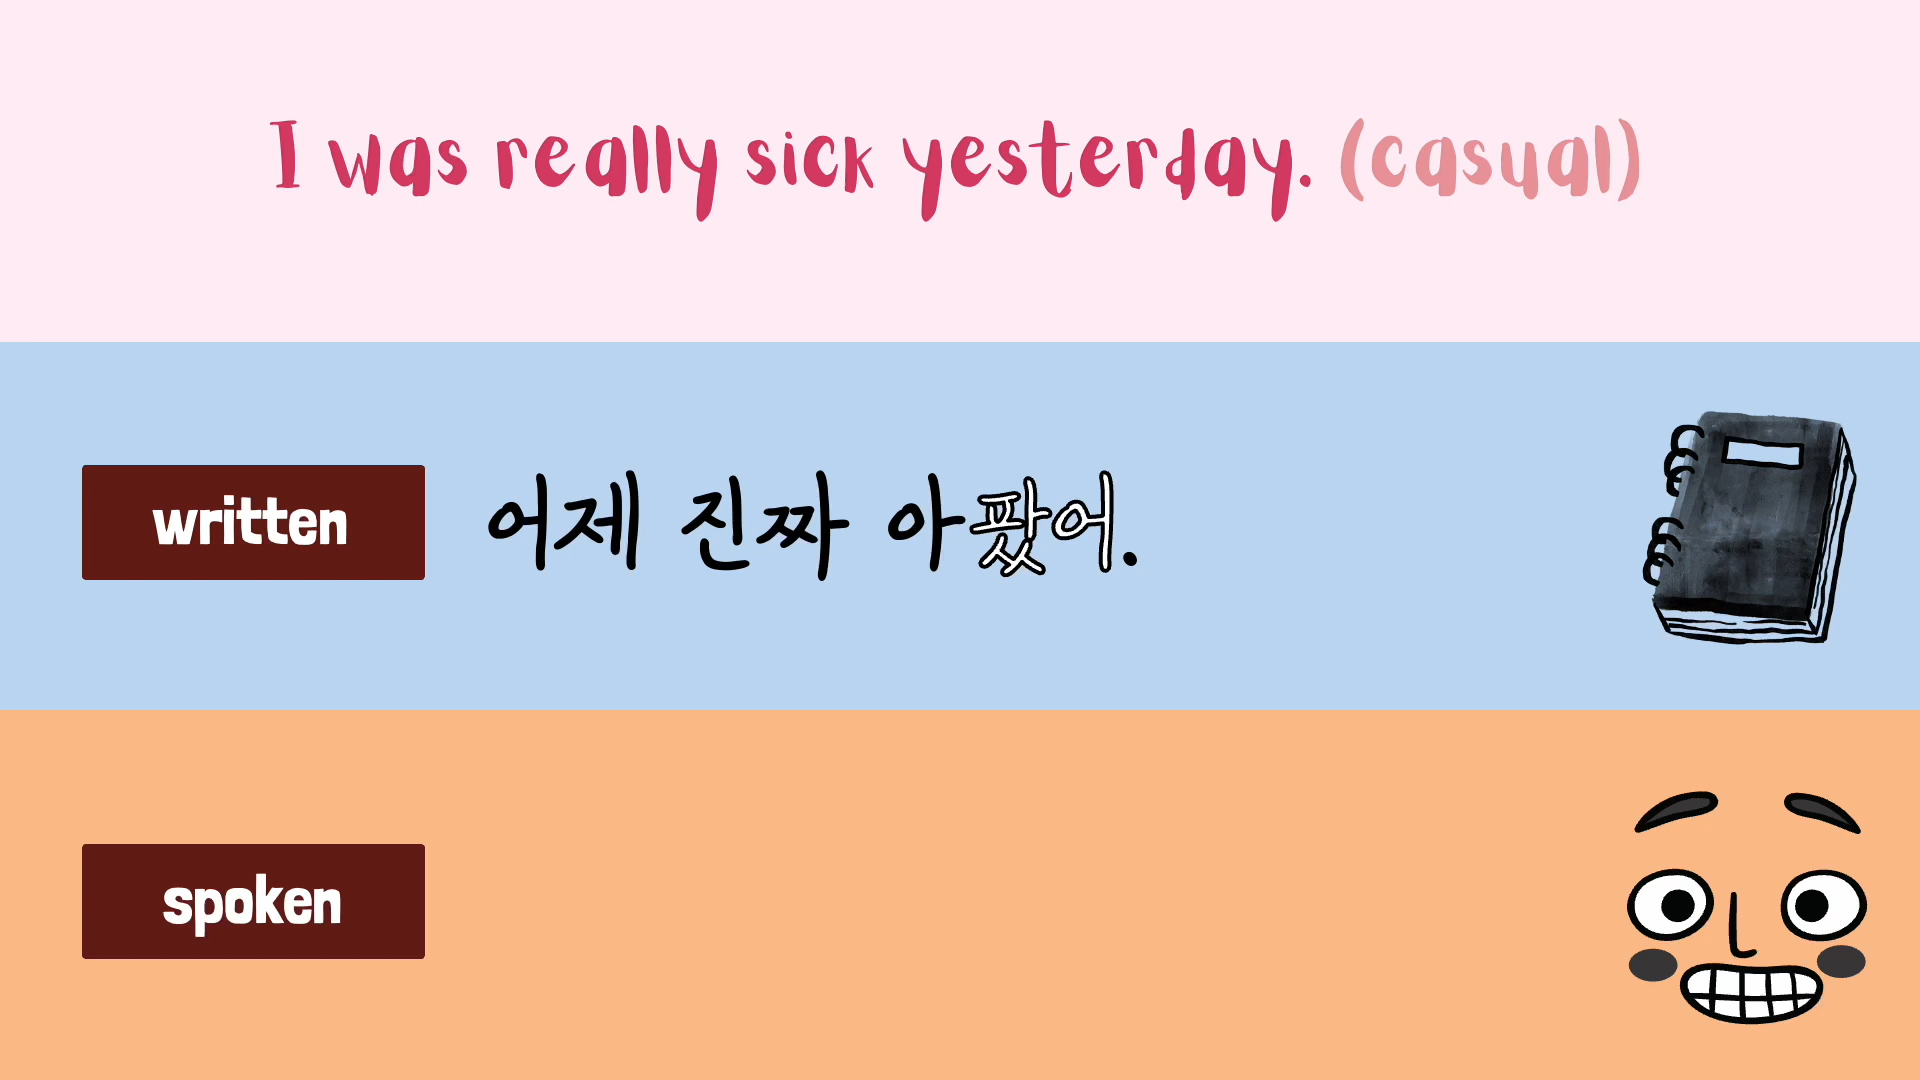 I was really sick yesterday. (casual)
written
어제 진짜 아팠어.
spoken